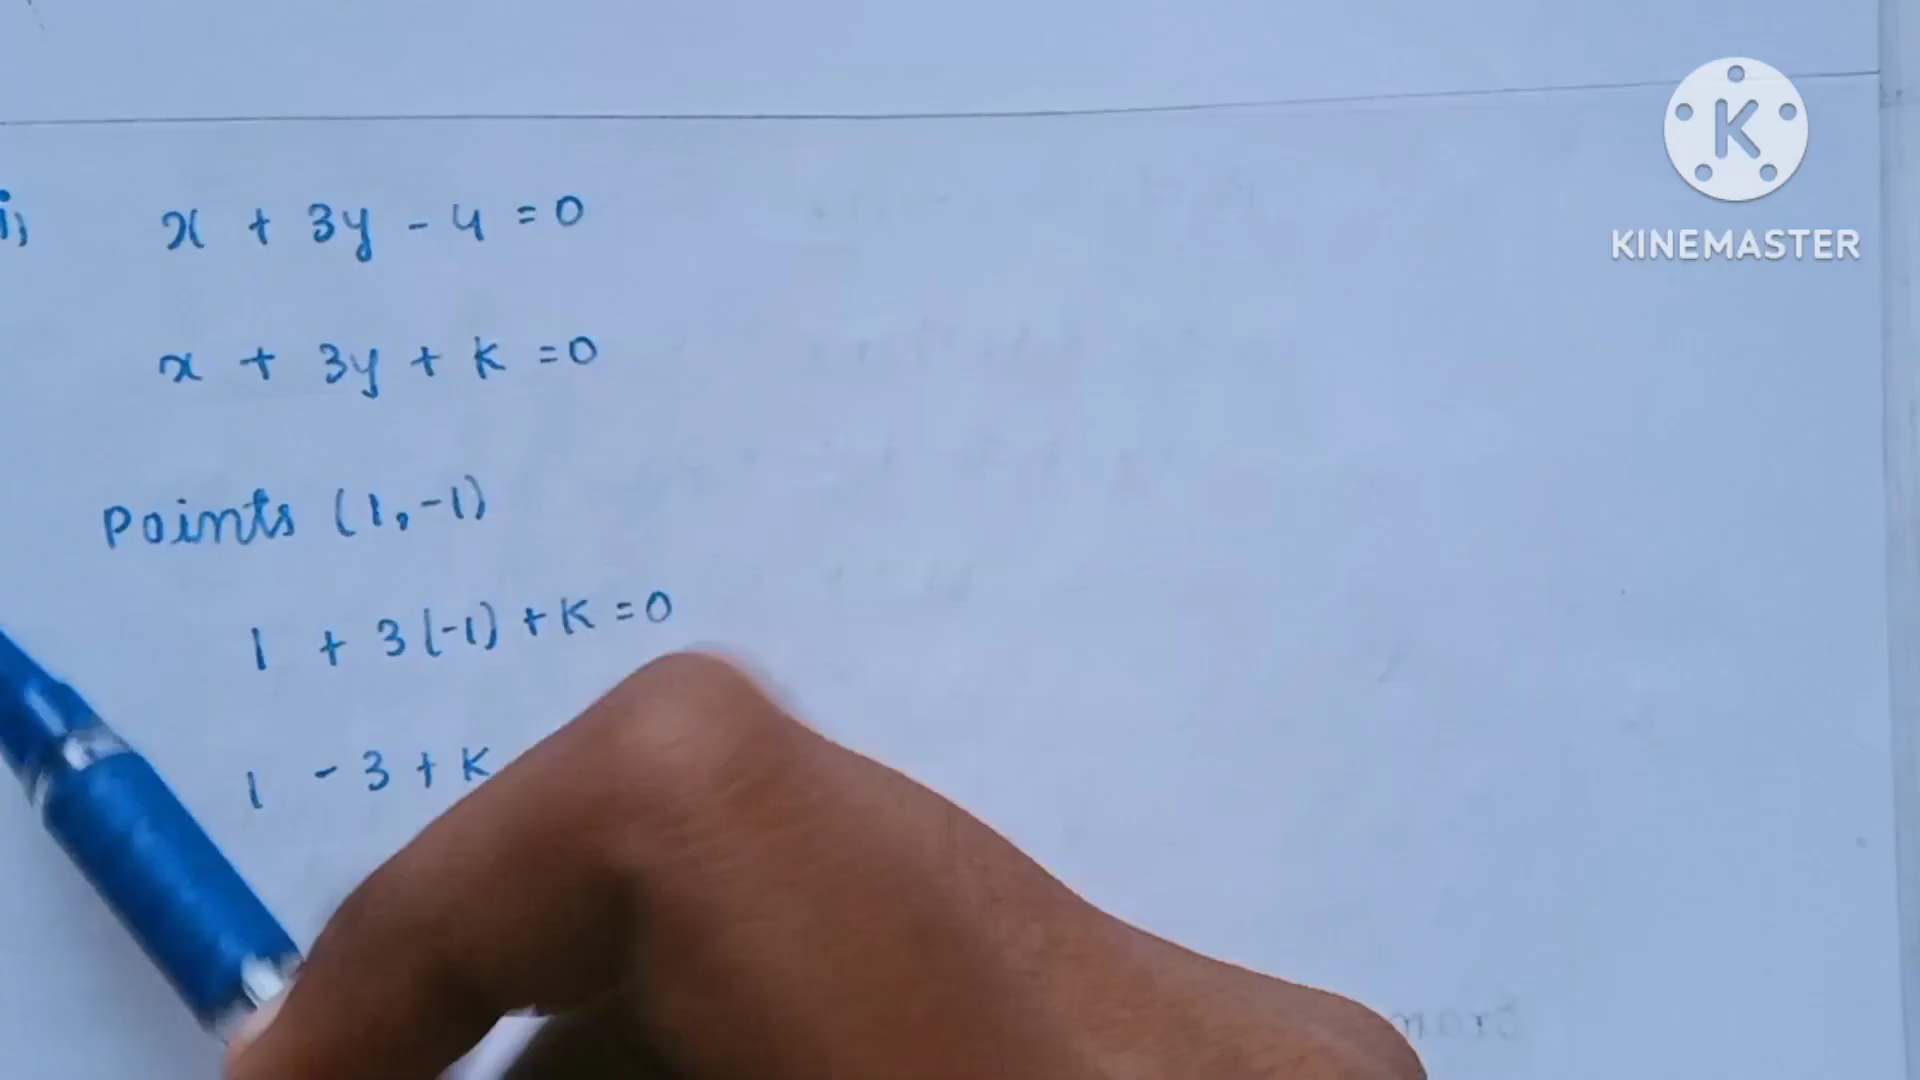 i)
x + 3y - 4 = 0
x + 3y + k = 0
Points (1, -1)
1 + 3(-1) + k = 0
1 - 3 + k
K
KINEMASTER